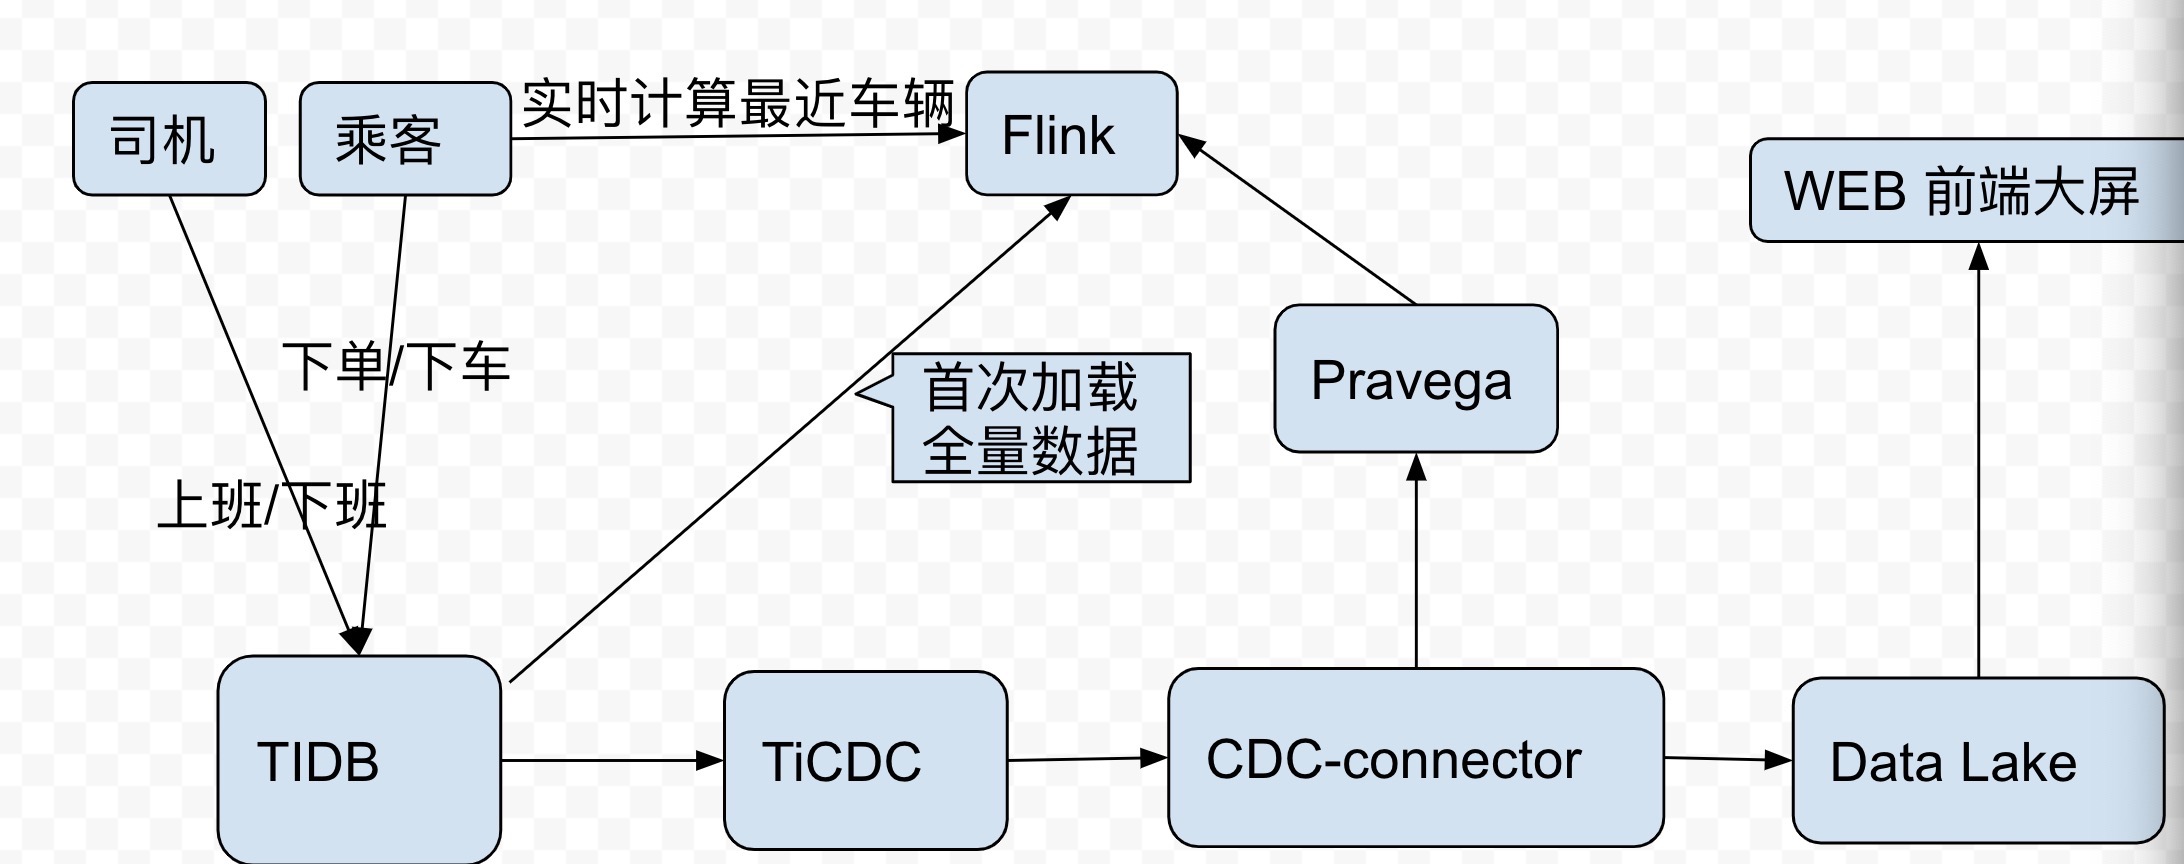 司机
乘客
实时计算最近车辆
Flink
WEB 前端大屏
下单/下车
首次加载
全量数据
Pravega
上班/下班
TIDB
TiCDC
CDC-connector
Data Lake